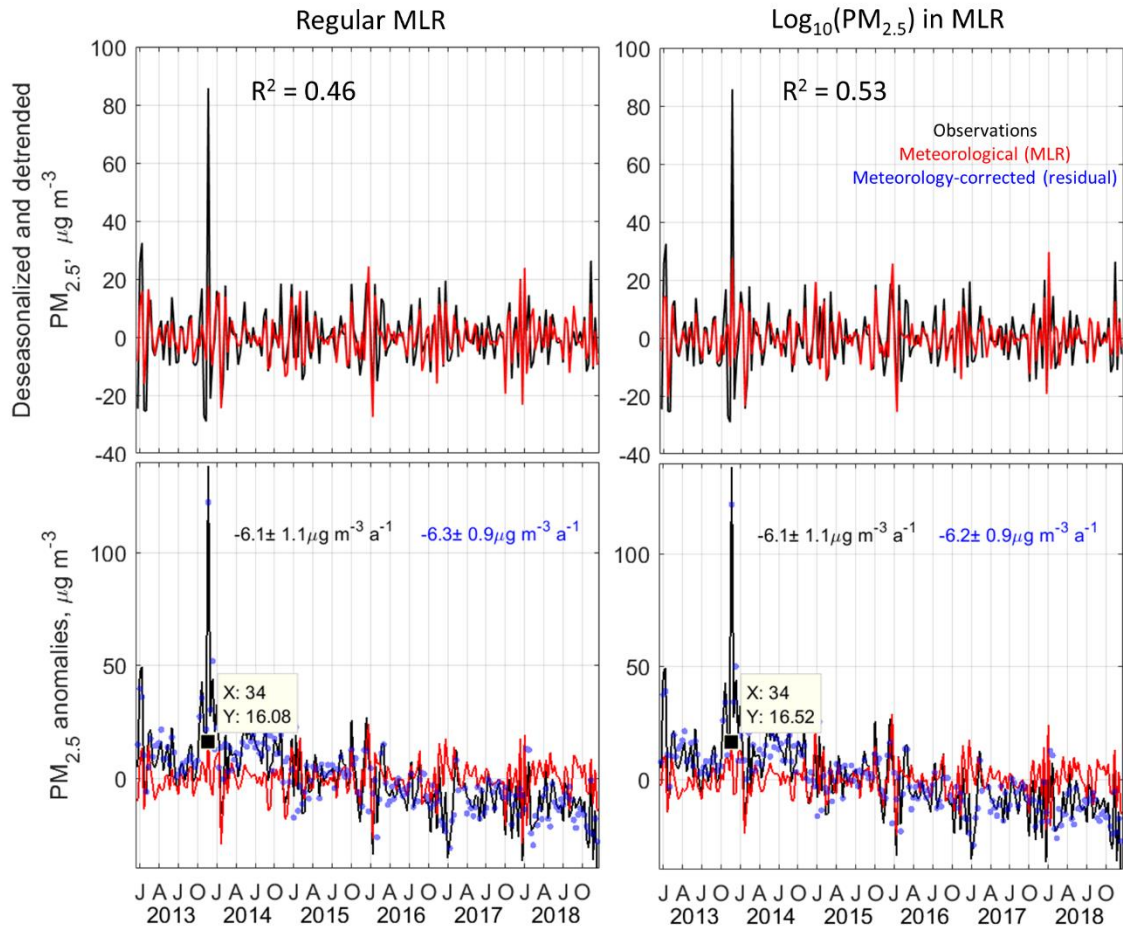 Regular MLR
Log₁₀(PM₂.₅) in MLR
Deseasonalized and detrended
PM₂.₅, μg m⁻³
100
80
60
40
20
0
-20
-40
R² = 0.46
100
80
60
40
20
0
-20
-40
R² = 0.53
Observations
Meteorological (MLR)
Meteorology-corrected (residual)
PM₂.₅ anomalies, μg m⁻³
100
50
0
-6.1± 1.1μg m⁻³ a⁻¹
-6.3± 0.9μg m⁻³ a⁻¹
X: 34
Y: 16.08
J A J O J A J O J A J O J A J O J A J O J A J O
2013 2014 2015 2016 2017 2018
100
50
0
-6.1± 1.1μg m⁻³ a⁻¹
-6.2± 0.9μg m⁻³ a⁻¹
X: 34
Y: 16.52
J A J O J A J O J A J O J A J O J A J O J A J O
2013 2014 2015 2016 2017 2018